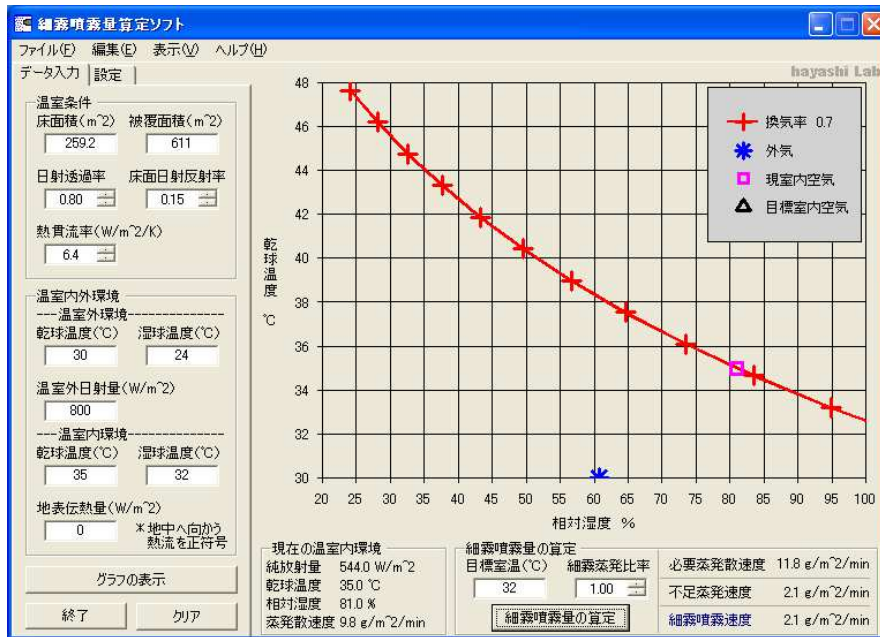 細霧噴霧量算定ソフト
ファイル(F) 編集(E) 表示(V) ヘルプ(H)
データ入力 設定
hayashi Lab
温室条件
床面積(m^2) 被覆面積(m^2)
259.2 611
日射透過率 床面日射反射率
0.80 0.15
熱貫流率(W/m^2/K)
6.4
温室内外環境
---温室外環境--------------
乾球温度(℃) 湿球温度(℃)
30 24
温室外日射量(W/m^2)
800
---温室内環境--------------
乾球温度(℃) 湿球温度(℃)
35 32
地表伝熱量(W/m^2)
0 *地中へ向かう
熱流を正符号
グラフの表示
終了 クリア
48
46
44
42
40
38
36
34
32
30
乾球温度 ℃
20 25 30 35 40 45 50 55 60 65 70 75 80 85 90 95 100
相対湿度 %
換気率 0.7
外気
現室内空気
目標室内空気
現在の温室内環境
純放射量 544.0 W/m^2
乾球温度 35.0 ℃
相対湿度 81.0 %
蒸発散速度 9.8 g/m^2/min
細霧噴霧量の算定
目標室温(℃) 細霧蒸発比率
32 1.00
細霧噴霧量の算定
必要蒸発散速度 11.8 g/m^2/min
不足蒸発速度 2.1 g/m^2/min
細霧噴霧速度 2.1 g/m^2/min